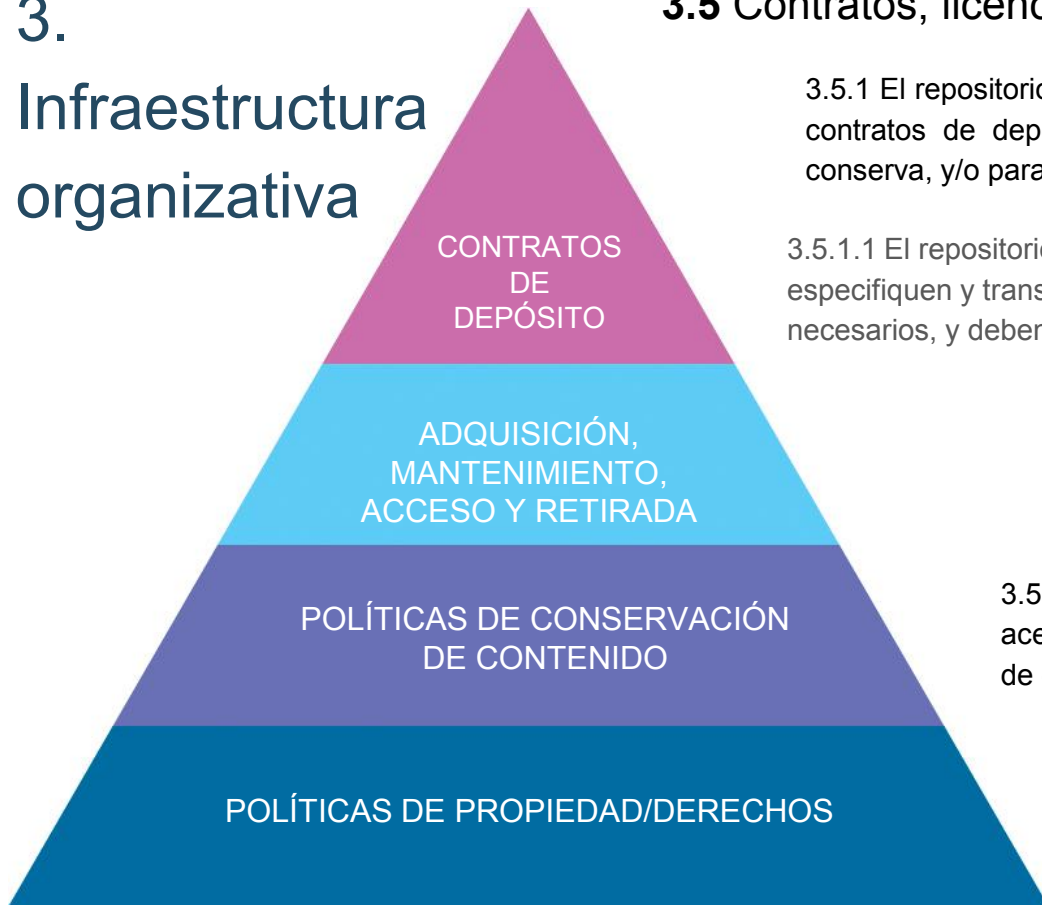 3.
Infraestructura
organizativa
3.5 Contratos,
3.5.1 El
contratos de
conserva, y/o para
3.5.1.1 El
especifiquen y
necesarios, y
3.5
de
CONTRATOS
DE
DEPÓSITO
ADQUISICIÓN,
MANTENIMIENTO,
ACCESO Y RETIRADA
POLÍTICAS DE CONSERVACIÓN
DE CONTENIDO
POLÍTICAS DE PROPIEDAD/DERECHOS